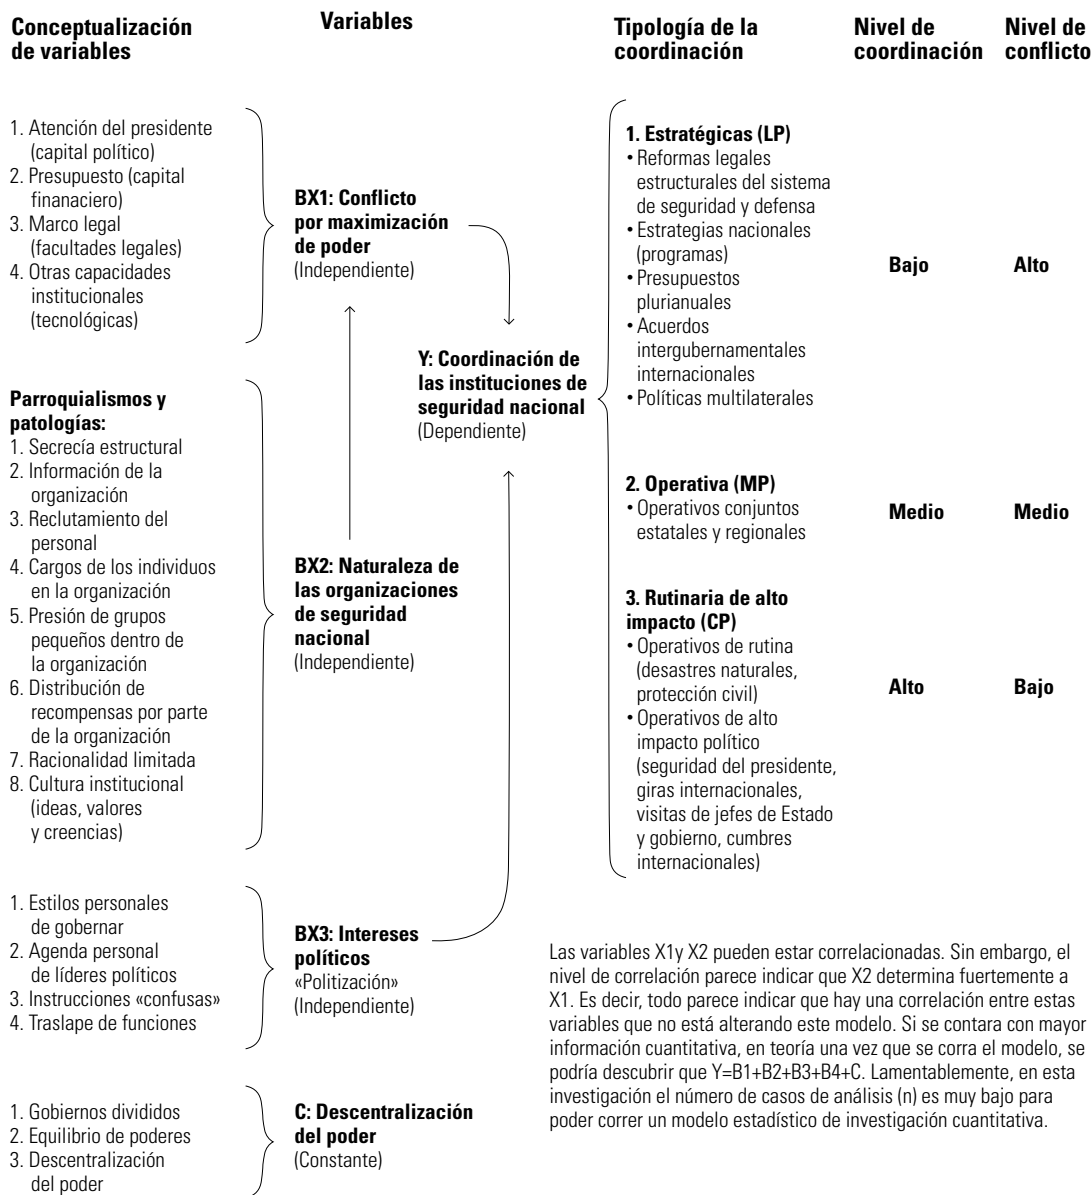 Conceptualización
de variables
Variables
Tipología de la
coordinación
Nivel de
coordinación
Nivel de
conflicto
1. Atención del presidente
(capital político)
2. Presupuesto (capital
finanaciero)
3. Marco legal
(facultades legales)
4. Otras capacidades
institucionales
(tecnológicas)
BX1: Conflicto
por maximización
de poder
(Independiente)
Parroquialismos y
patologías:
1. Secrecía estructural
2. Información de la
organización
3. Reclutamiento del
personal
4. Cargos de los individuos
en la organización
5. Presión de grupos
pequeños dentro de
la organización
6. Distribución de
recompensas por parte
de la organización
7. Racionalidad limitada
8. Cultura institucional
(ideas, valores
y creencias)
BX2: Naturaleza de
las organizaciones
de seguridad
nacional
(Independiente)
1. Estilos personales
de gobernar
2. Agenda personal
de líderes políticos
3. Instrucciones «confusas»
4. Traslape de funciones
BX3: Intereses
políticos
«Politización»
(Independiente)
1. Gobiernos divididos
2. Equilibrio de poderes
3. Descentralización
del poder
C: Descentralización
del poder
(Constante)
Y: Coordinación de
las instituciones de
seguridad nacional
(Dependiente)
1. Estratégicas (LP)
• Reformas legales
estructurales del sistema
de seguridad y defensa
• Estrategias nacionales
(programas)
• Presupuestos
plurianuales
• Acuerdos
intergubernamentales
internacionales
• Políticas multilaterales
Bajo
Alto
2. Operativa (MP)
• Operativos conjuntos
estatales y regionales
Medio
Medio
3. Rutinaria de alto
impacto (CP)
• Operativos de rutina
(desastres naturales,
protección civil)
• Operativos de alto
impacto político
(seguridad del presidente,
giras internacionales,
visitas de jefes de Estado
y gobierno, cumbres
internacionales)
Alto
Bajo
Las variables X1y X2 pueden estar correlacionadas. Sin embargo, el
nivel de correlación parece indicar que X2 determina fuertemente a
X1. Es decir, todo parece indicar que hay una correlación entre estas
variables que no está alterando este modelo. Si se contara con mayor
información cuantitativa, en teoría una vez que se corra el modelo, se
podría descubrir que Y=B1+B2+B3+B4+C. Lamentablemente, en esta
investigación el número de casos de análisis (n) es muy bajo para
poder correr un modelo estadístico de investigación cuantitativa.